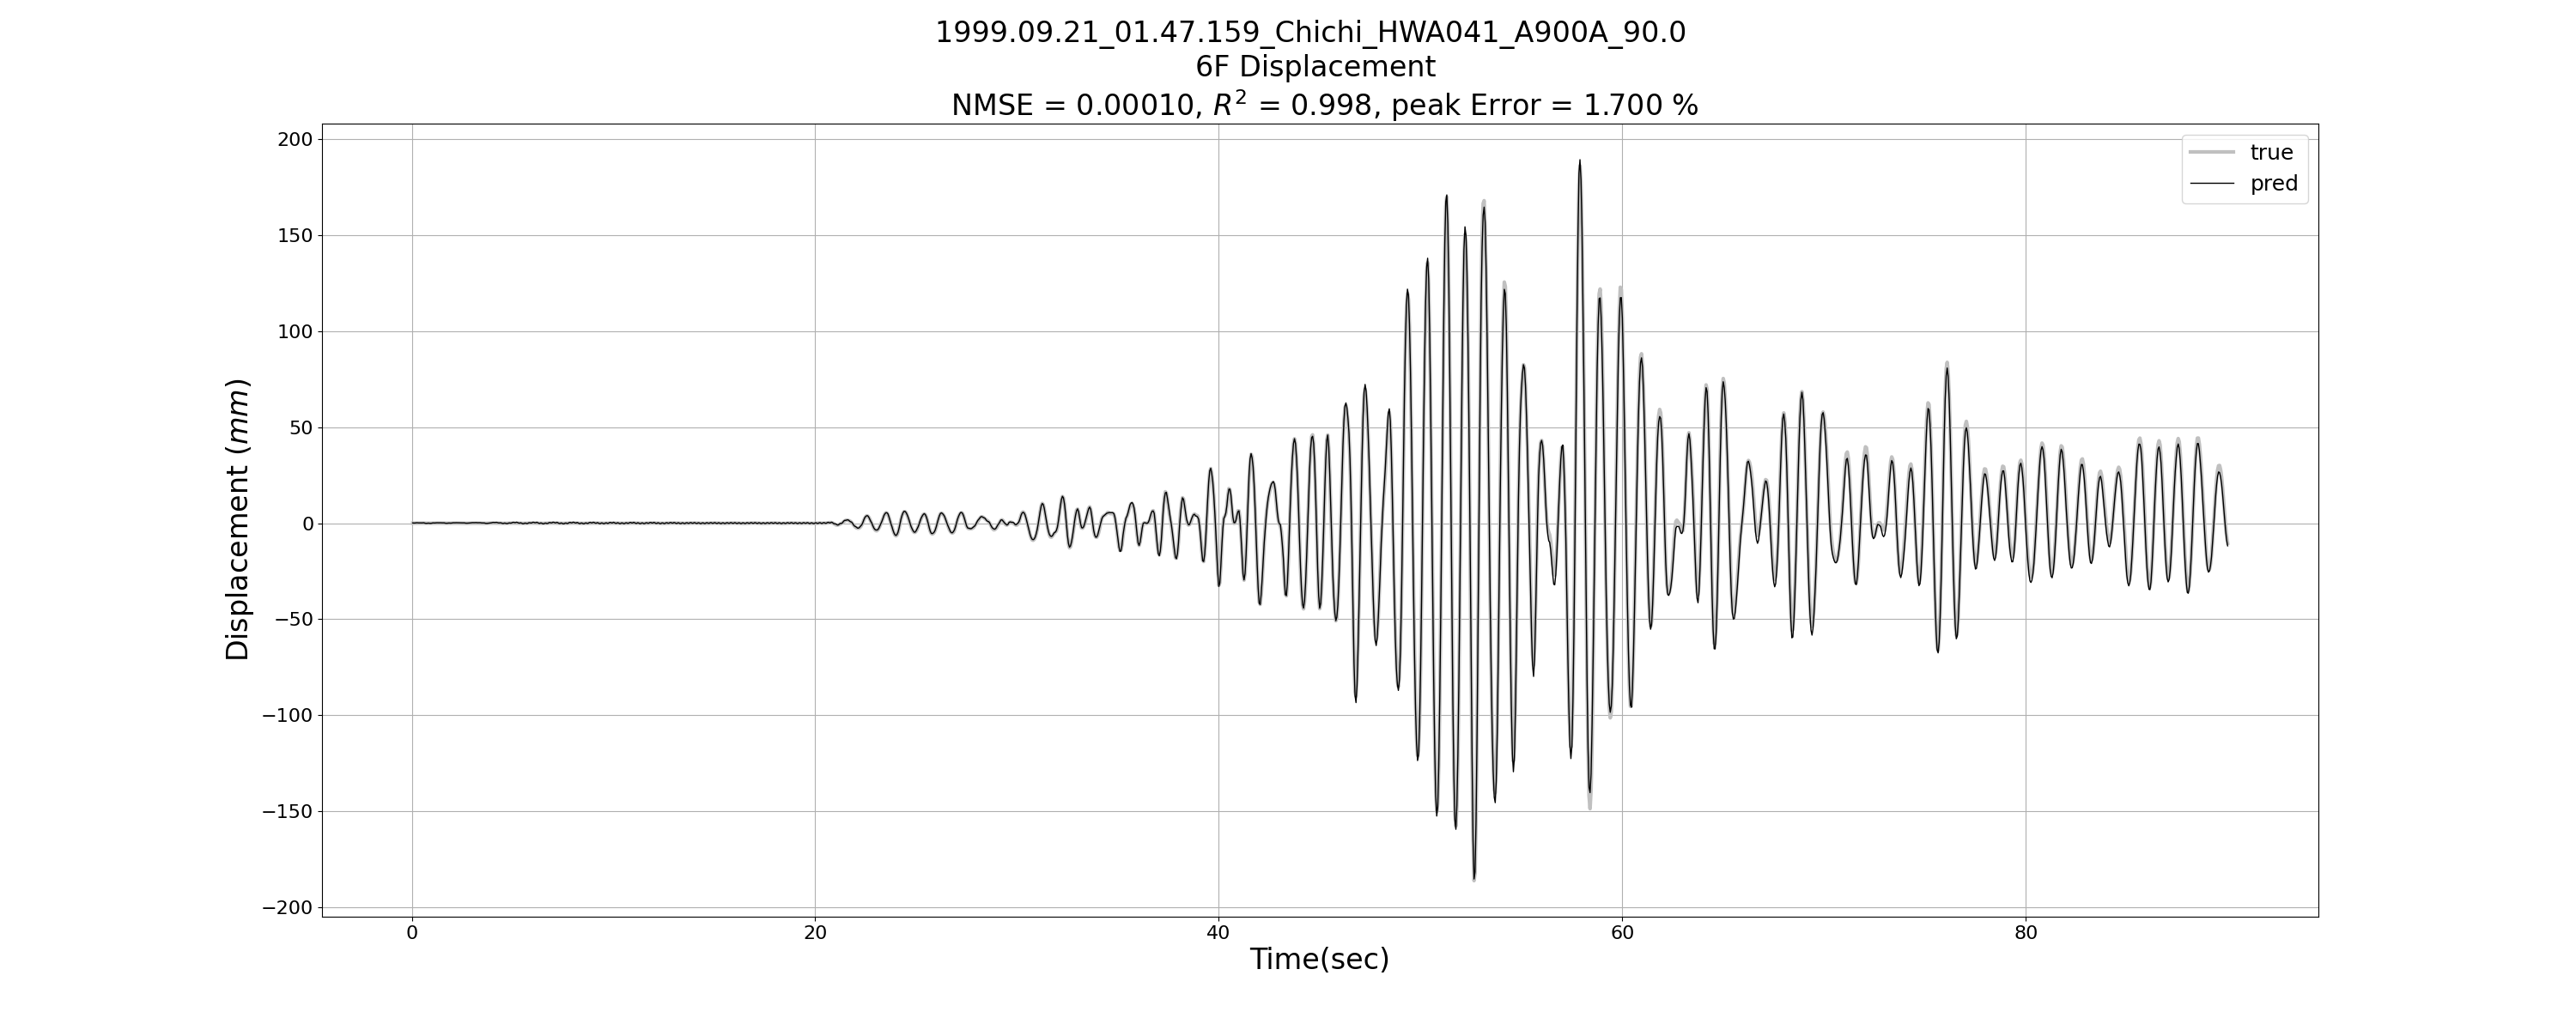 1999.09.21_01.47.159_Chichi_HWA041_A900A_90.0
6F Displacement
NMSE = 0.00010, R² = 0.998, peak Error = 1.700 %
true
pred
200
150
100
50
0
−50
−100
−150
−200
Displacement (mm)
0 20 40 60 80
Time(sec)